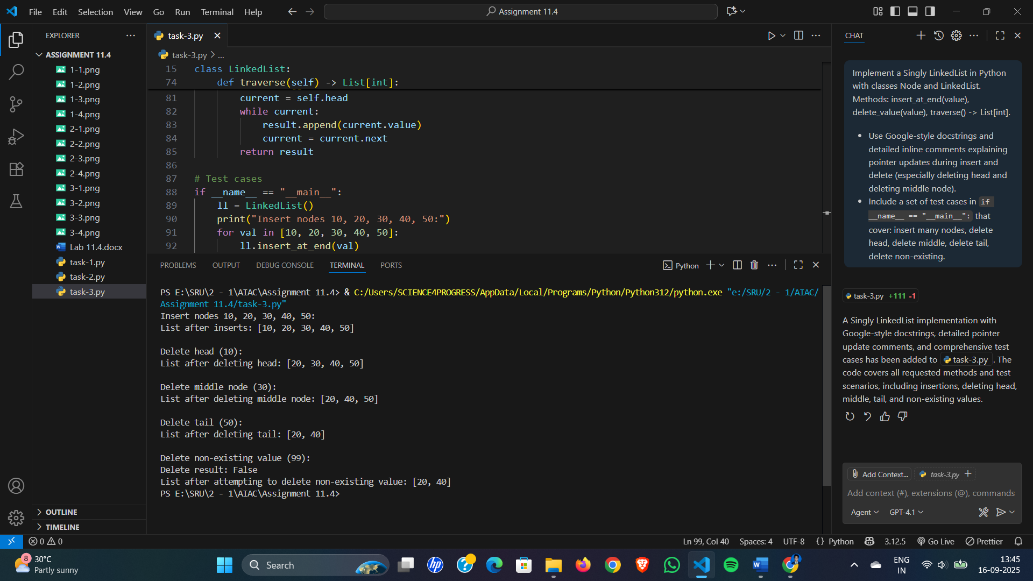 File Edit Selection View Go Run Terminal Help
Assignment 11.4
EXPLORER
ASSIGNMENT 11.4
1-1.png
1-2.png
1-3.png
1-4.png
2-1.png
2-2.png
2-3.png
2-4.png
3-1.png
3-2.png
3-3.png
3-4.png
Lab 11.4.docx
task-1.py
task-2.py
task-3.py
OUTLINE
TIMELINE
task-3.py
task-3.py > ...
15 class LinkedList:
74 def traverse(self) -> List[int]:
81 current = self.head
82 while current:
83 result.append(current.value)
84 current = current.next
85 return result
86
87 # Test cases
88 if __name__ == "__main__":
89 ll = LinkedList()
90 print("Insert nodes 10, 20, 30, 40, 50:")
91 for val in [10, 20, 30, 40, 50]:
92 ll.insert_at_end(val)
PROBLEMS OUTPUT DEBUG CONSOLE TERMINAL PORTS
Python
PS E:\SRU\2 - 1\ATAC\Assignment 11.4> & C:/Users/SCIENCE4PROGRESS/AppData/Local/Programs/Python/Python312/python.exe "e:/SRU/2 - 1/ATAC/
Assignment 11.4/task-3.py"
Insert nodes 10, 20, 30, 40, 50:
List after inserts: [10, 20, 30, 40, 50]
Delete head (10):
List after deleting head: [20, 30, 40, 50]
Delete middle node (30):
List after deleting middle node: [20, 40, 50]
Delete tail (50):
List after deleting tail: [20, 40]
Delete non-existing value (99):
Delete result: False
List after attempting to delete non-existing value: [20, 40]
PS E:\SRU\2 - 1\ATAC\Assignment 11.4>
CHAT
Implement a Singly LinkedList in Python
with classes Node and LinkedList.
Methods: insert_at_end(value),
delete_value(value), traverse() -> List[int].
• Use Google-style docstrings and
detailed inline comments explaining
pointer updates during insert and
delete (especially deleting head and
deleting middle node).
• Include a set of test cases in if
__name__ == "__main__": that
cover: insert many nodes, delete
head, delete middle, delete tail,
delete non-existing.
task-3.py +111 -1
A Singly LinkedList implementation with
Google-style docstrings, detailed pointer
update comments, and comprehensive test
cases has been added to task-3.py . The
code covers all requested methods and test
scenarios, including insertions, deleting head,
middle, tail, and non-existing values.
Add Context... task-3.py +
Add context (#), extensions (@), commands
Agent GPT 4.1
0 0 Ln 99, Col 40 Spaces: 4 UTF-8 {} Python 3.12.5 Go Live Prettier
8
30°C
Partly sunny
Search
ENG
IN
13:45
16-09-2025